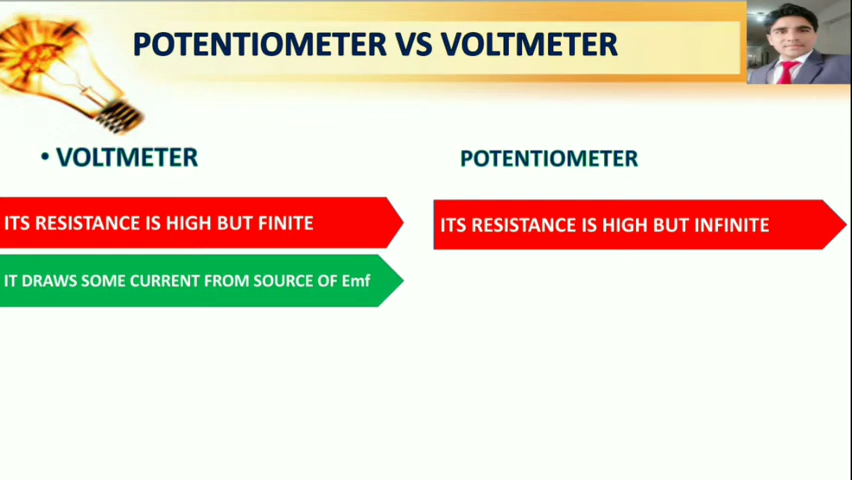 POTENTIOMETER VS VOLTMETER
• VOLTMETER
POTENTIOMETER
ITS RESISTANCE IS HIGH BUT FINITE
ITS RESISTANCE IS HIGH BUT INFINITE
IT DRAWS SOME CURRENT FROM SOURCE OF Emf